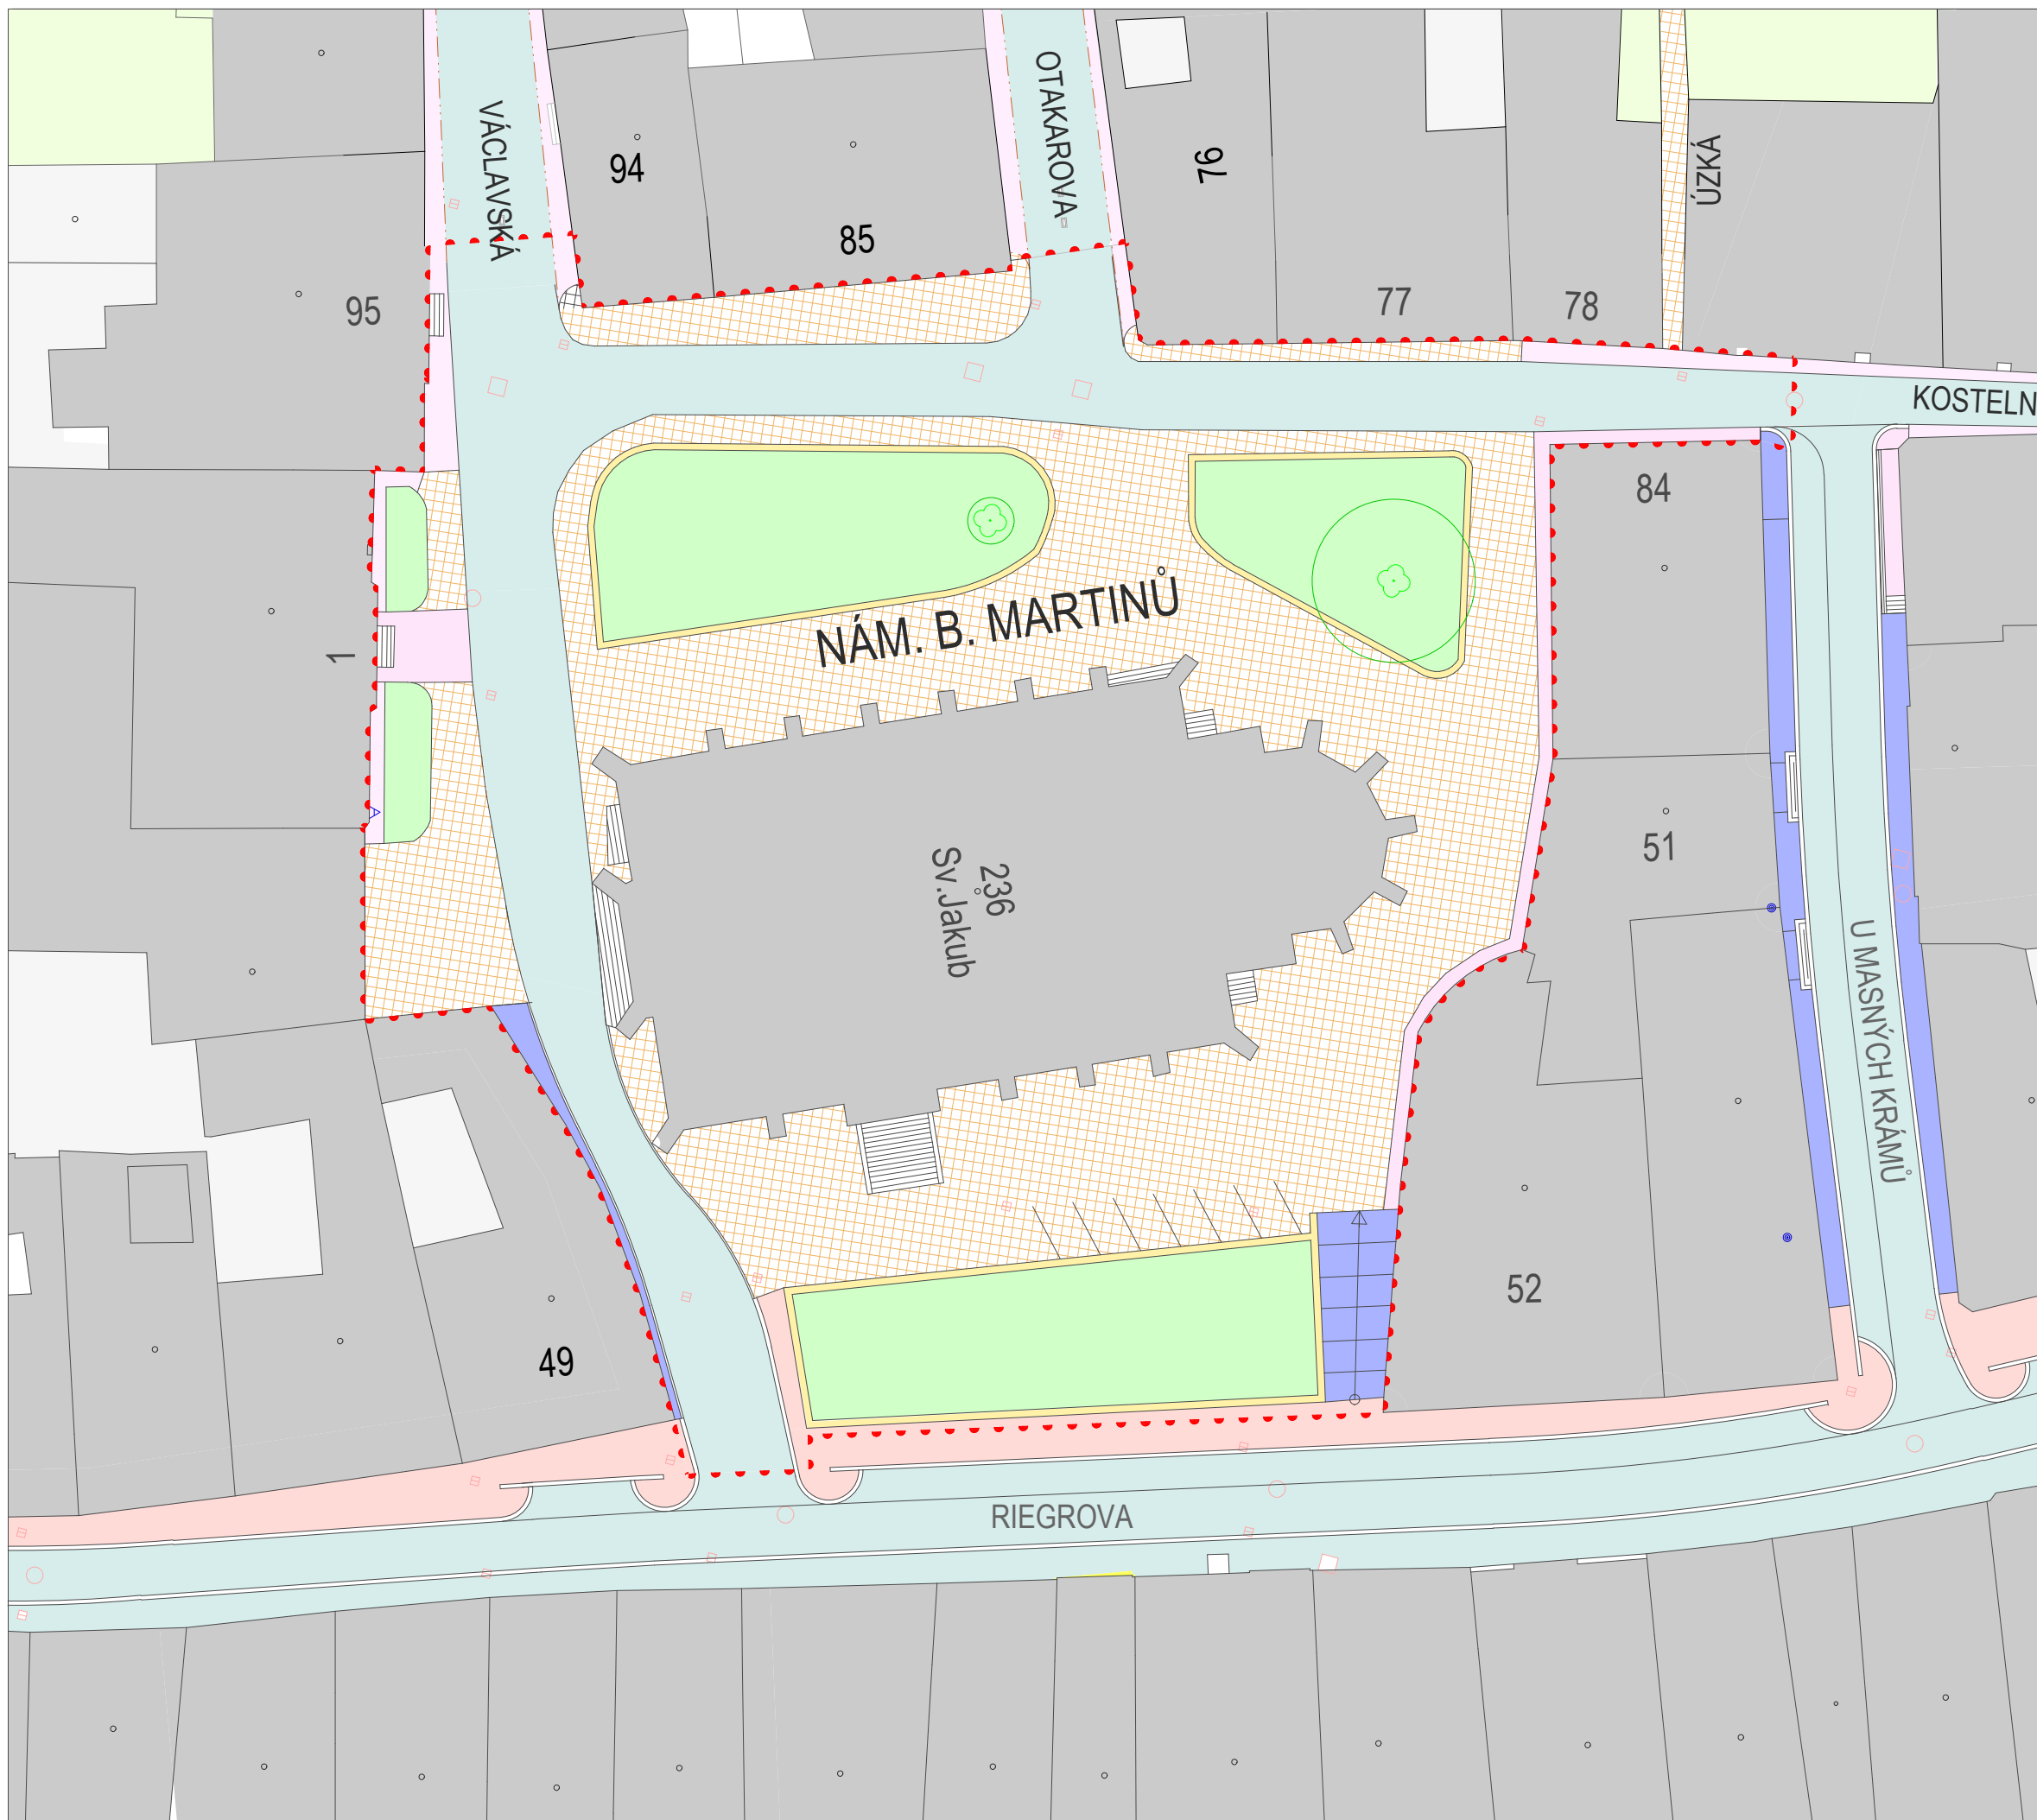 VÁCLAVSKÁ
OTAKAROVA
ÚZKÁ
94
97
85
95
77
78
KOSTELN
84
NÁM. B. MARTINŮ
1
51
236
Sv.Jakub
U MASNÝCH KRÁMŮ
52
49
RIEGROVA